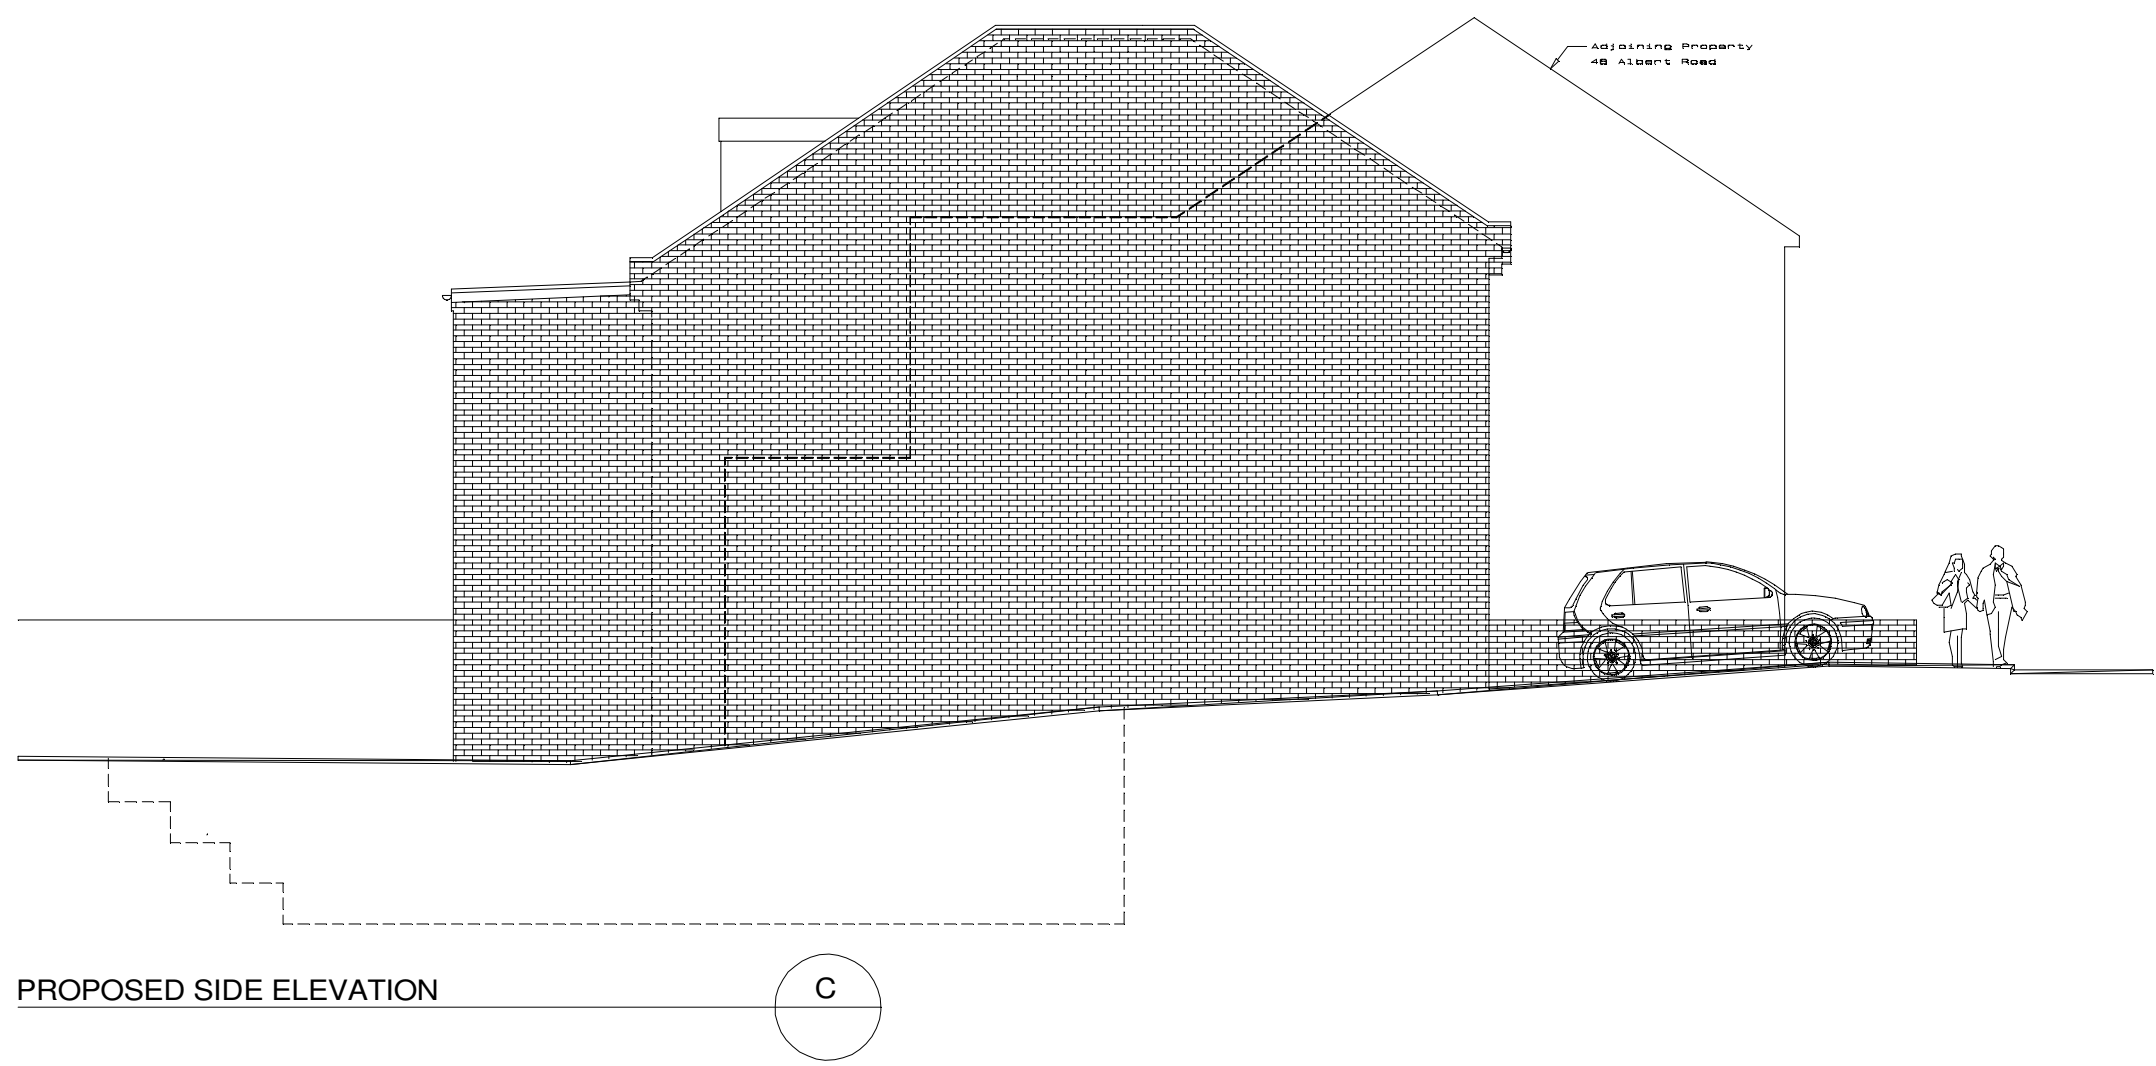 Adjoining Property
48 Albert Road
PROPOSED SIDE ELEVATION
C